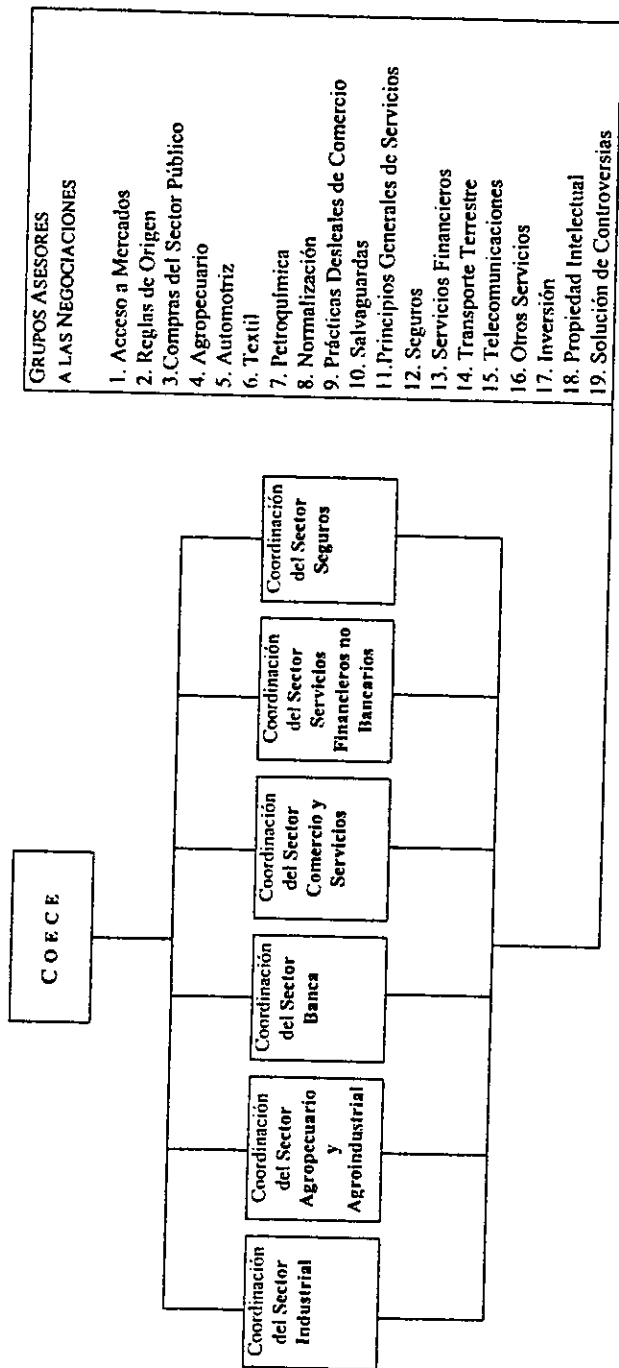 COECE
Coordinación
del Sector
Industrial
Coordinación
del Sector
Agropecuario
y
Agroindustrial
Coordinación
del Sector
Banca
Coordinación
del Sector
Comercio y
Servicios
Coordinación
del Sector
Servicios
Financieros no
Bancarios
Coordinación
del Sector
Seguros
GRUPOS ASESORES
A LAS NEGOCIACIONES
1. Acceso a Mercados
2. Reglas de Origen
3.Compras del Sector Público
4. Agropecuario
5. Automotriz
6. Textil
7. Petroquímica
8. Normalización
9. Prácticas Desleales de Comercio
10. Salvaguardas
11.Principios Generales de Servicios
12. Seguros
13. Servicios Financieros
14. Transporte Terrestre
15. Telecomunicaciones
16. Otros Servicios
17. Inversión
18. Propiedad Intelectual
19. Solución de Controversias